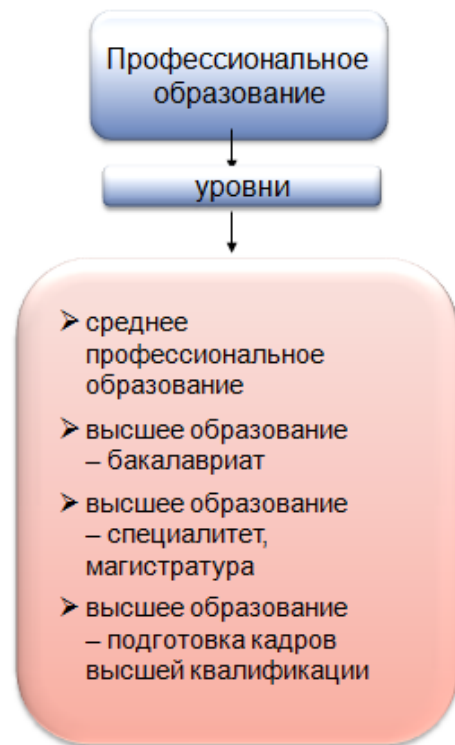 Профессиональное
образование
уровни
➢ среднее
профессиональное
образование
➢ высшее образование
– бакалавриат
➢ высшее образование
– специалитет,
магистратура
➢ высшее образование
– подготовка кадров
высшей квалификации